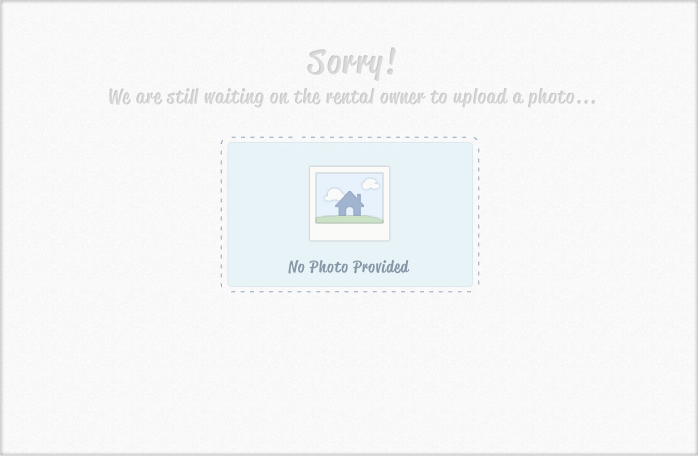 Sorry!
We are still waiting on the rental owner to upload a photo...
No Photo Provided